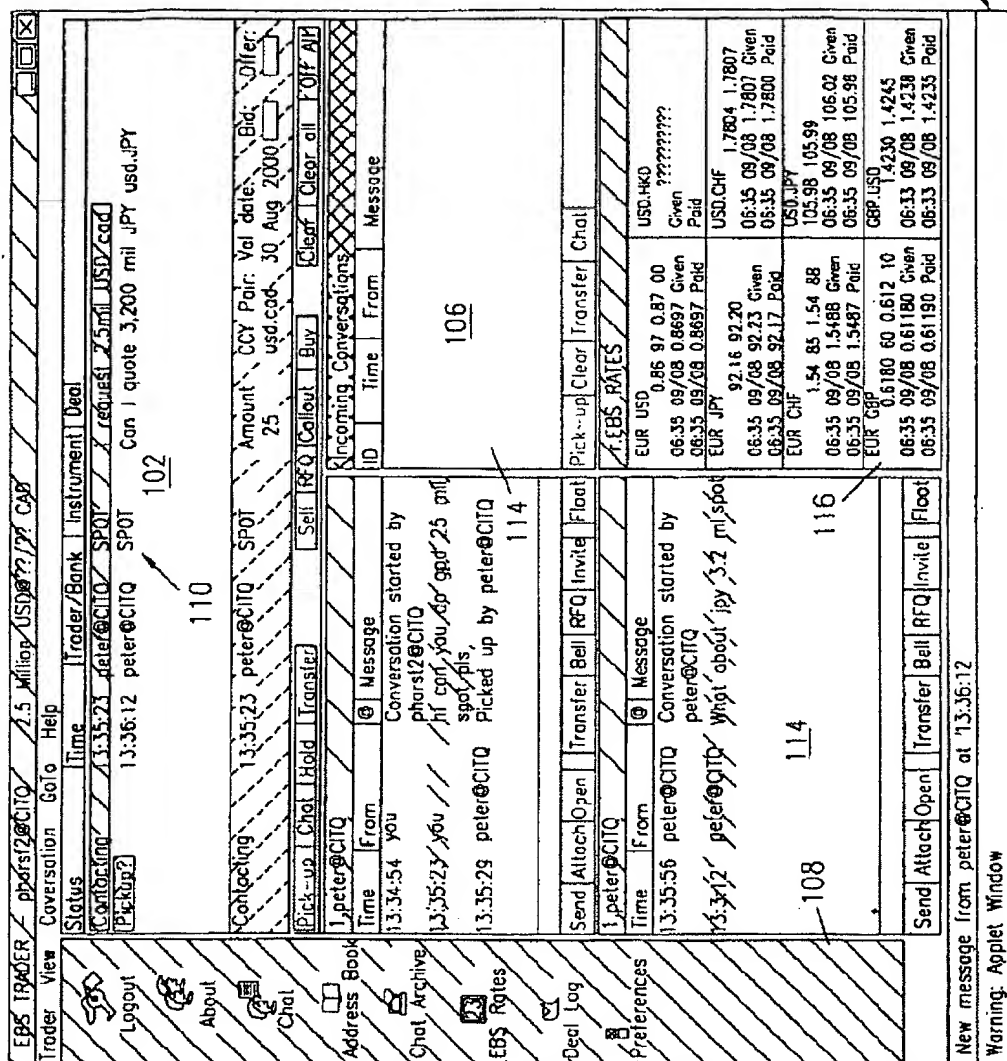 EBS TRADER - pharst2@CITQ 2.5 Million USD@??/?? CAD
Trader View Coversation GoTo Help
Logout
About
Chat
Address Book
Chat Archive
23
EBS Rates
Deal Log
Preferences
108
Status Time Trader/Bank Instrument Deal
Contacting 13:35:23 peter@CITQ SPOT request 2.5mil USD/cad
Pickup? 13:36:12 peter@CITQ SPOT Can I quote 3,200 mil JPY usd.JPY
110
102
Amount CCY Pair: Val date: Bid: Offer:
Contacting 13:35:23 peter@CITQ SPOT 25 usd.cad 30 Aug 2000
Pick-up Chat Hold Transfer Sell RFQ Callout Buy Clear Clear all Off All
1,peter@CITQ
Time From @ Message
13:34:54 you Conversation started by
pharst2@CITQ
13:35:23 you hi can you do gpd 25 mil
spot pls,
13:35:29 peter@CITQ Picked up by peter@CITQ
114
Send Attach Open Transfer Bell RFQ Invite Float
1,peter@CITQ
Time From @ Message
13:35:56 peter@CITQ Conversation started by
peter@CITQ
peter@CITQ What about jpy 3.2 ml spot
114
Send Attach Open Transfer Bell RFQ Invite Float
Incoming Conversations
ID Time From Message
106
Pick-up Clear Transfer Chat
EBS RATES
EUR USD
0.86 97 0.87 00
06:35 09/08 0.8697 Given
06:35 09/08 0.8697 Paid
EUR JPY
92.16 92.20
06:35 09/08 92.23 Given
06:35 09/08 92.17 Paid
EUR CHF
1.54 85 1.54 88
06:35 09/08 1.5488 Given
06:35 09/08 1.5487 Paid
EUR GBP
0.6180 60 0.612 10
06:35 09/08 0.61180 Given
06:35 09/08 0.61190 Paid
116
USD.HKD
?????????
Given
Paid
USD.CHF
1.7804 1.7807
06:35 09/08 1.7807 Given
06:35 09/08 1.7800 Paid
USD.JPY
105.98 105.99
06:35 09/08 106.02 Given
06:35 09/08 105.98 Paid
GBP.USD
1.4230 1.4245
06:33 09/08 1.4238 Given
06:33 09/08 1.4235 Paid
New message from peter@CITQ at '13:36:12
Warning: Applet Window